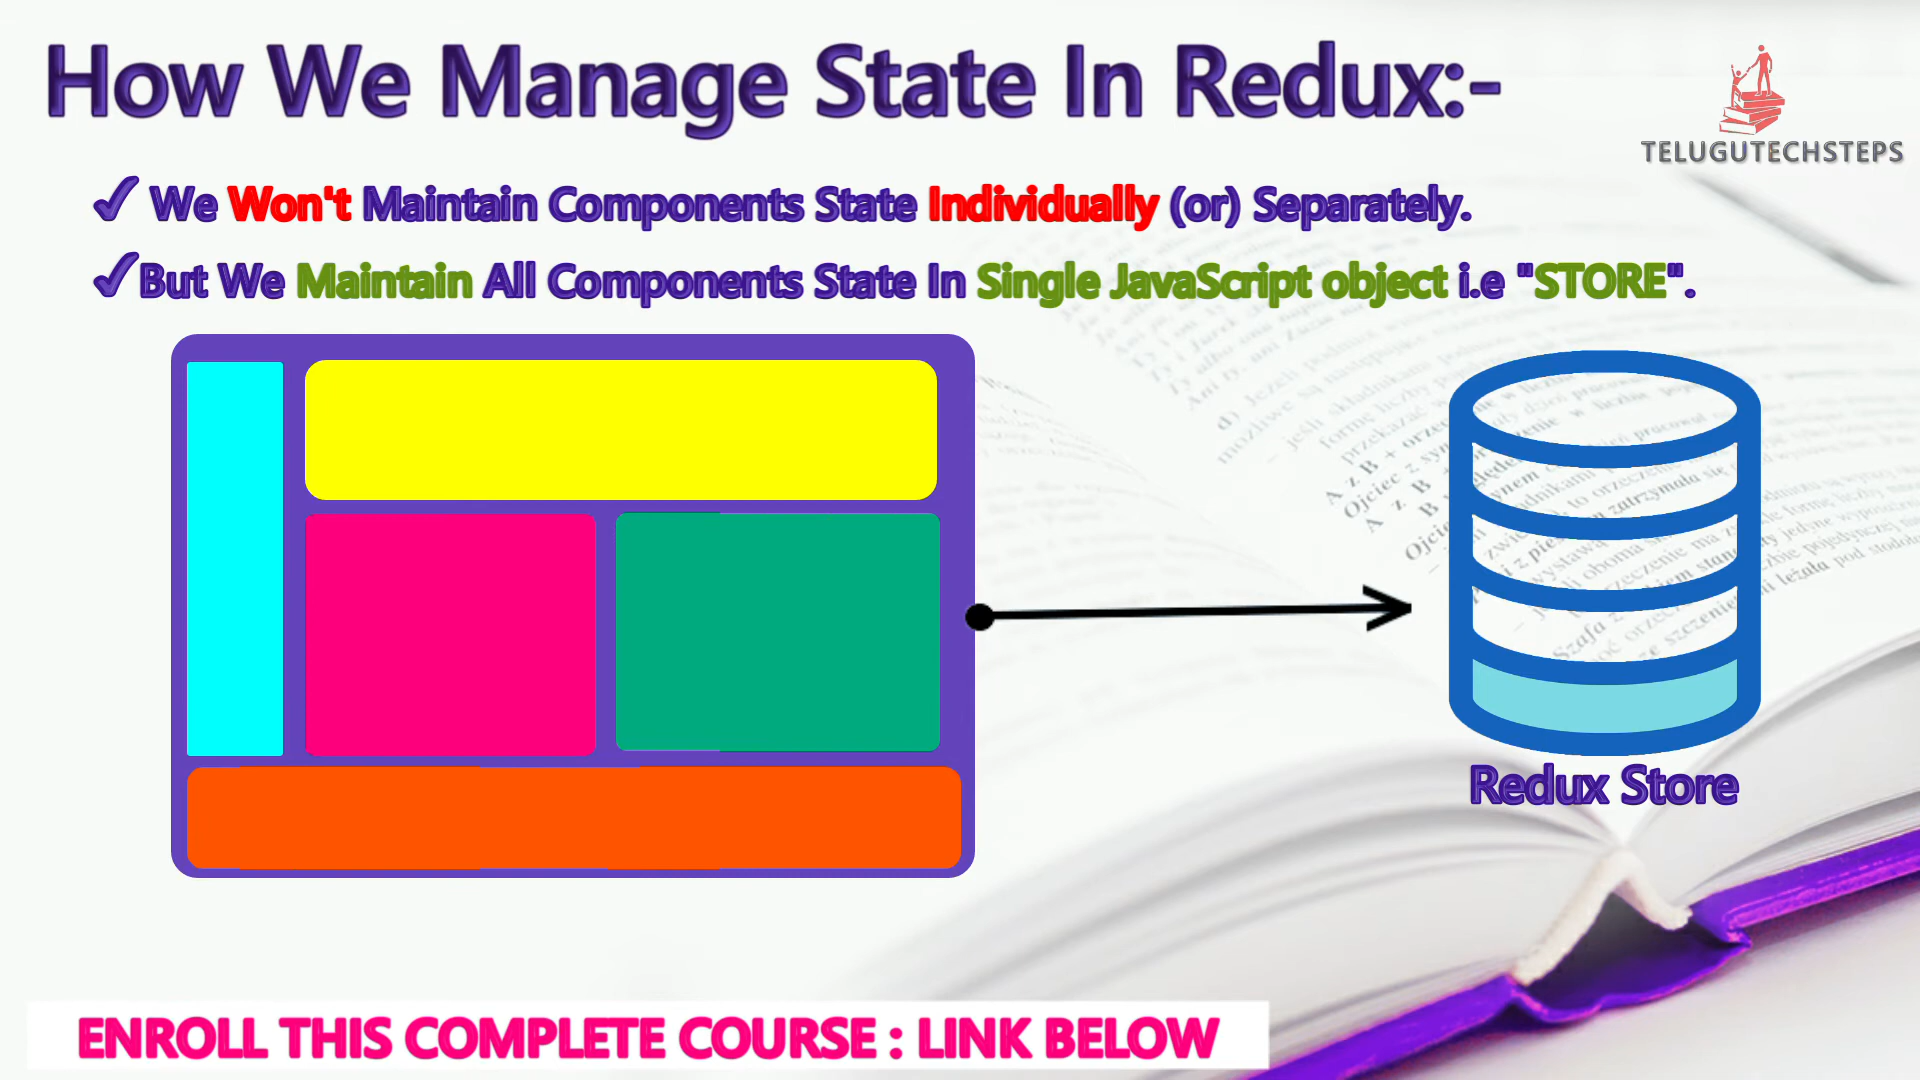 How We Manage State In Redux:-
TELUGUTECHSTEPS
✓ We Won't Maintain Components State Individually (or) Separately.
✓But We Maintain All Components State In Single JavaScript object i.e "STORE".
Redux Store
ENROLL THIS COMPLETE COURSE : LINK BELOW